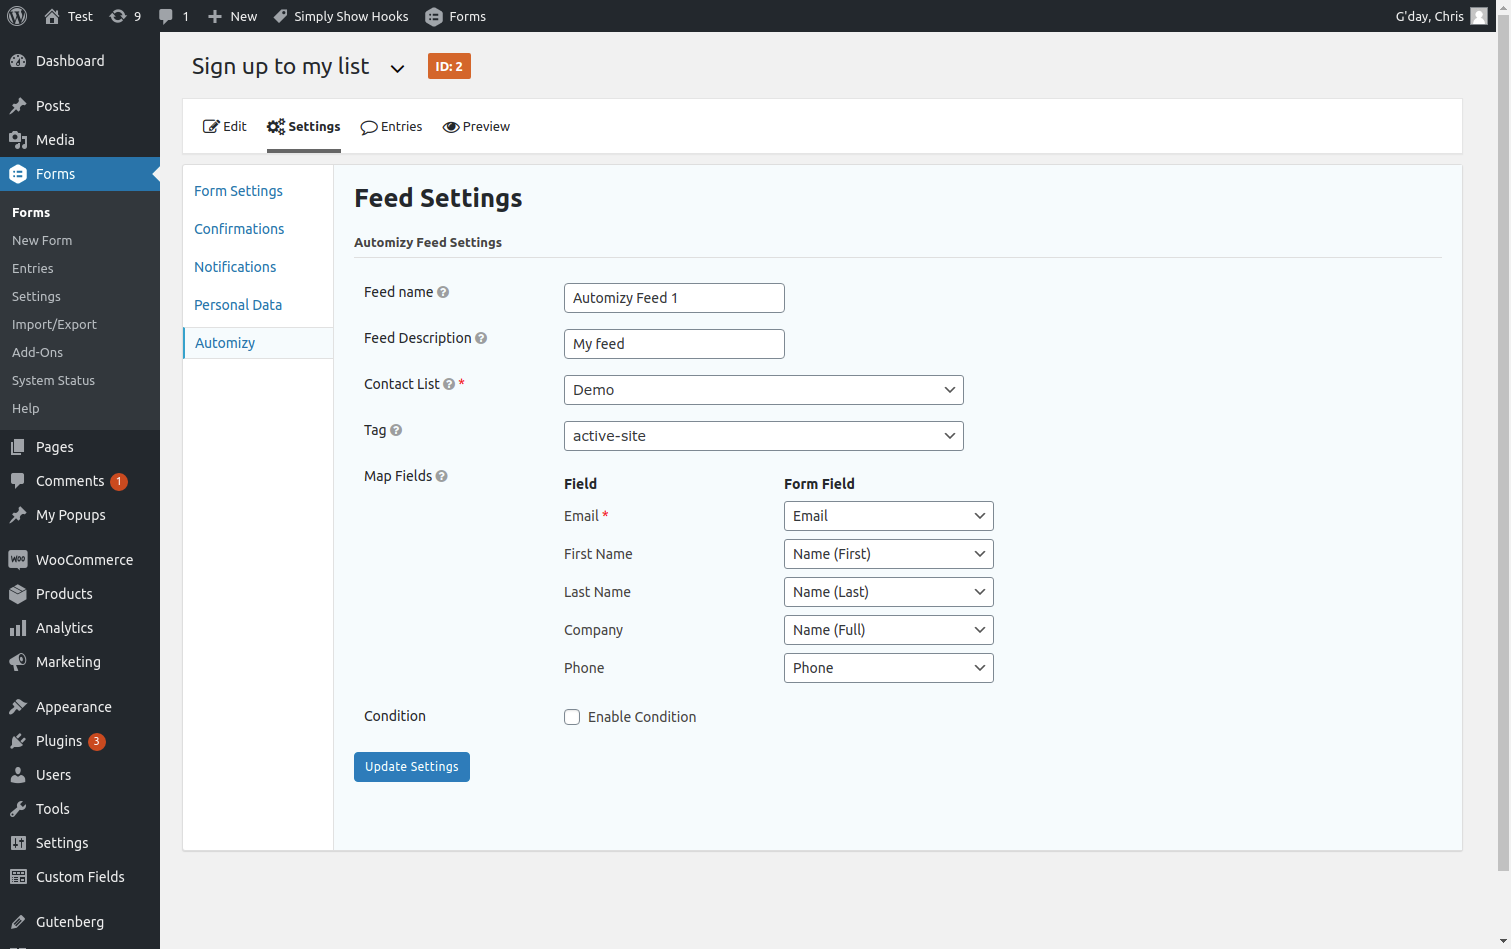 Test 9 1 New Simply Show Hooks Forms G'day, Chris
Dashboard
Posts
Media
Forms
Forms
New Form
Entries
Settings
Import/Export
Add-Ons
System Status
Help
Pages
Comments 1
My Popups
WooCommerce
Products
Analytics
Marketing
Appearance
Plugins 3
Users
Tools
Settings
Custom Fields
Gutenberg
Sign up to my list ID: 2
Edit Settings Entries Preview
Form Settings
Confirmations
Notifications
Personal Data
Automizy
Feed Settings
Automizy Feed Settings
Feed name ? Automizy Feed 1
Feed Description ? My feed
Contact List ? * Demo
Tag ? active-site
Map Fields ? Field Form Field
Email * Email
First Name Name (First)
Last Name Name (Last)
Company Name (Full)
Phone Phone
Condition Enable Condition
Update Settings